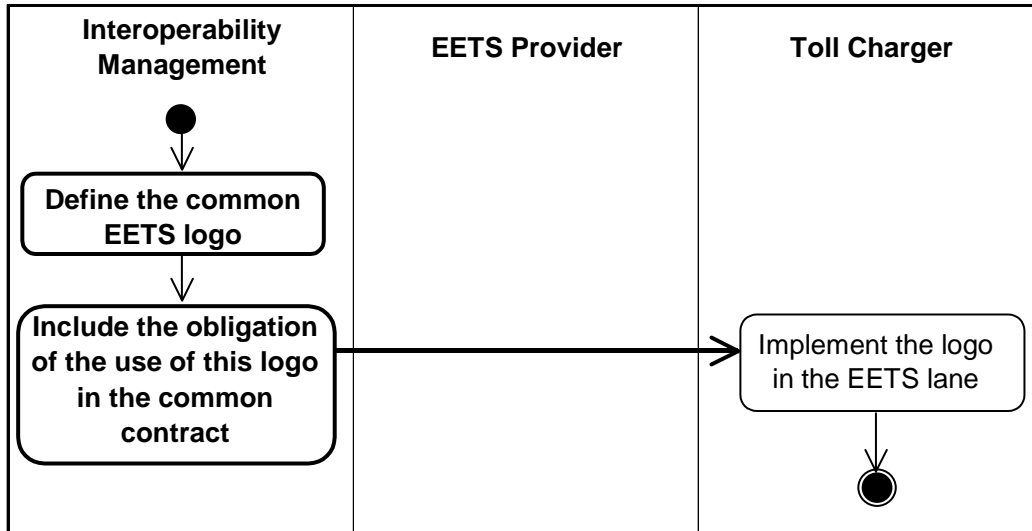 Interoperability
Management
EETS Provider
Toll Charger
Define the common
EETS logo
Include the obligation
of the use of this logo
in the common
contract
Implement the logo
in the EETS lane